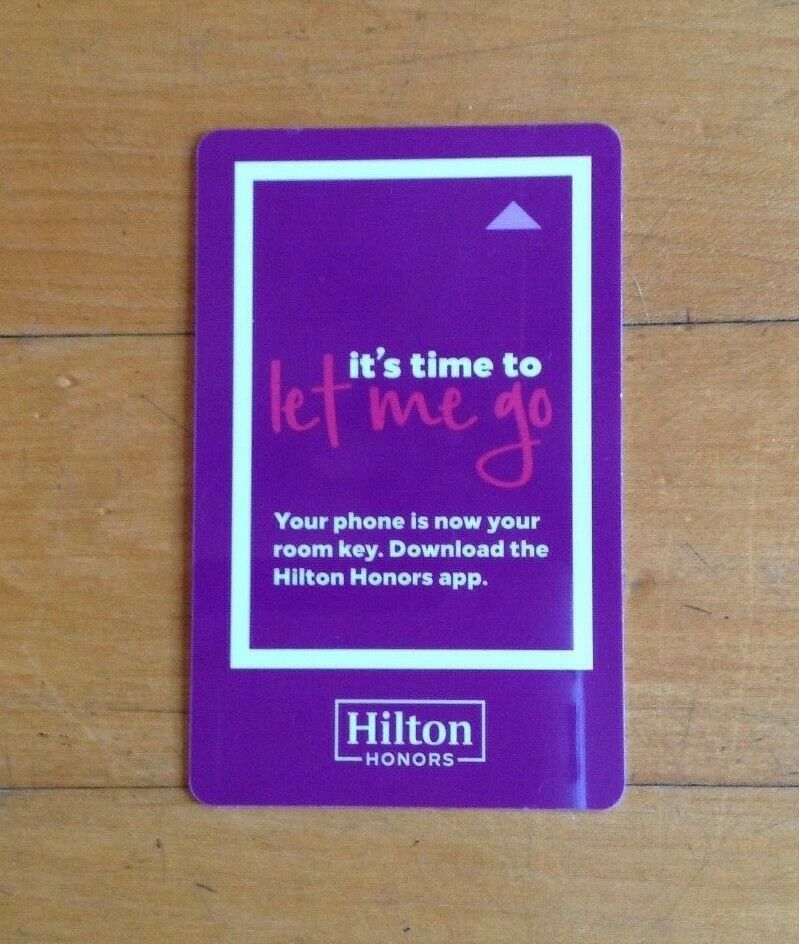 it's time to
let me go
Your phone is now your
room key. Download the
Hilton Honors app.
Hilton
HONORS